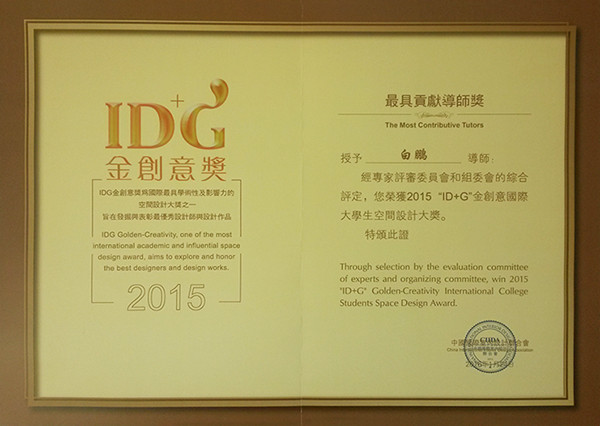 ID+G
金創意獎
IDG金創意獎爲國際最具學術性及影響力的
空間設計大獎之一
旨在發掘與表彰最優秀設計師與設計作品
IDG Golden-Creativity, one of the most
international academic and influential space
design award, aims to explore and honor
the best designers and design works.
2015
最具貢獻導師獎
The Most Contributive Tutors
授予 白鵬 導師:
經專家評審委員會和組委會的綜合
評定，您榮獲2015 "ID+G"金創意國際
大學生空間設計大獎。
特頒此證
Through selection by the evaluation committee
of experts and organizing committee, win 2015
"ID+G" Golden-Creativity International College
Students Space Design Award.
CIIDA